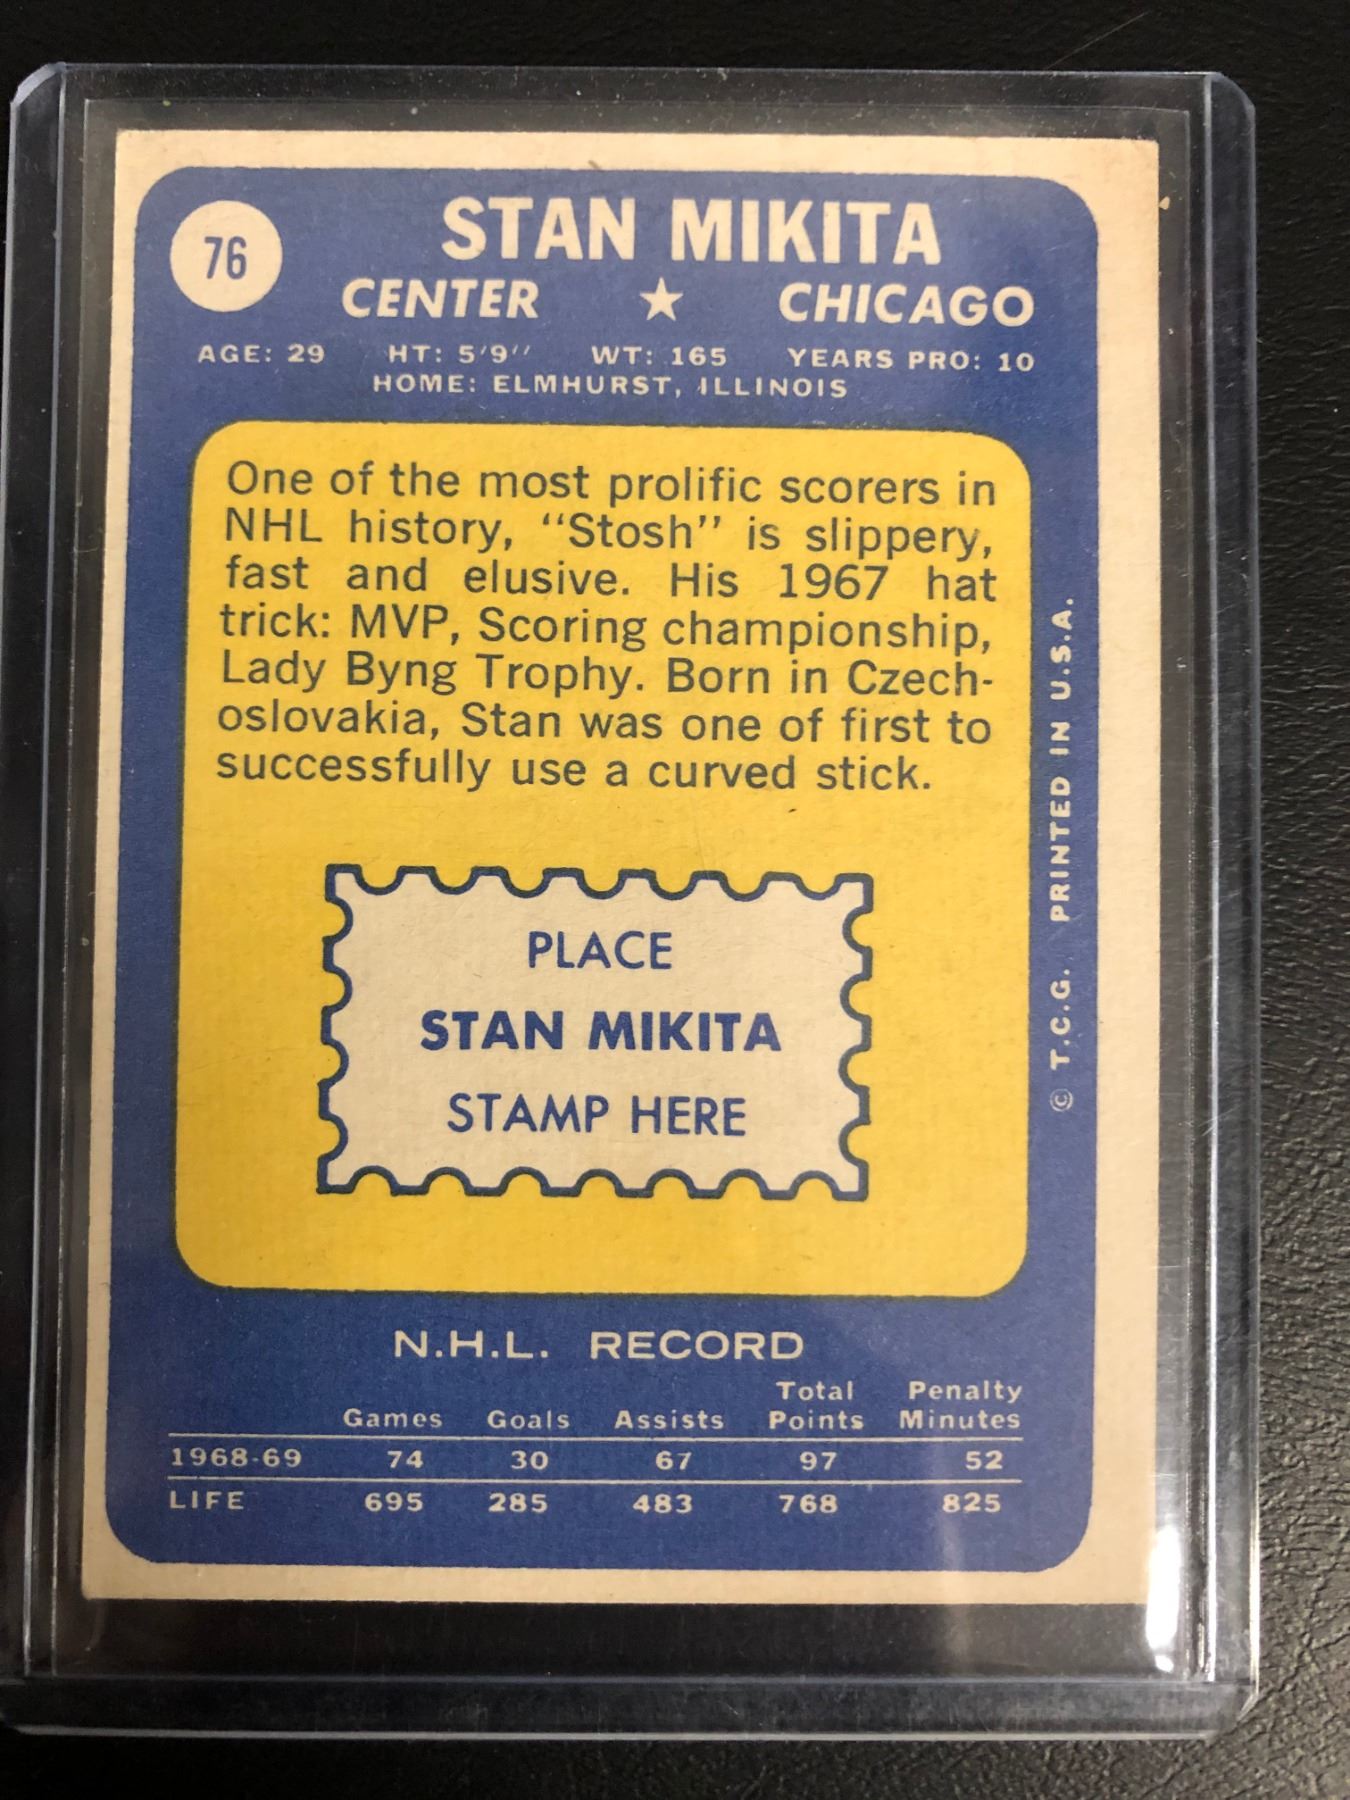 76
STAN MIKITA
CENTER ★ CHICAGO
AGE: 29 HT: 5'9'' WT: 165 YEARS PRO: 10
HOME: ELMHURST, ILLINOIS
One of the most prolific scorers in
NHL history, "Stosh" is slippery,
fast and elusive. His 1967 hat
trick: MVP, Scoring championship,
Lady Byng Trophy. Born in Czech-
oslovakia, Stan was one of first to
successfully use a curved stick.
PLACE
STAN MIKITA
STAMP HERE
© T.C.G. PRINTED IN U.S.A.
N.H.L. RECORD
Total Penalty
Games Goals Assists Points Minutes
1968-69 74 30 67 97 52
LIFE 695 285 483 768 825